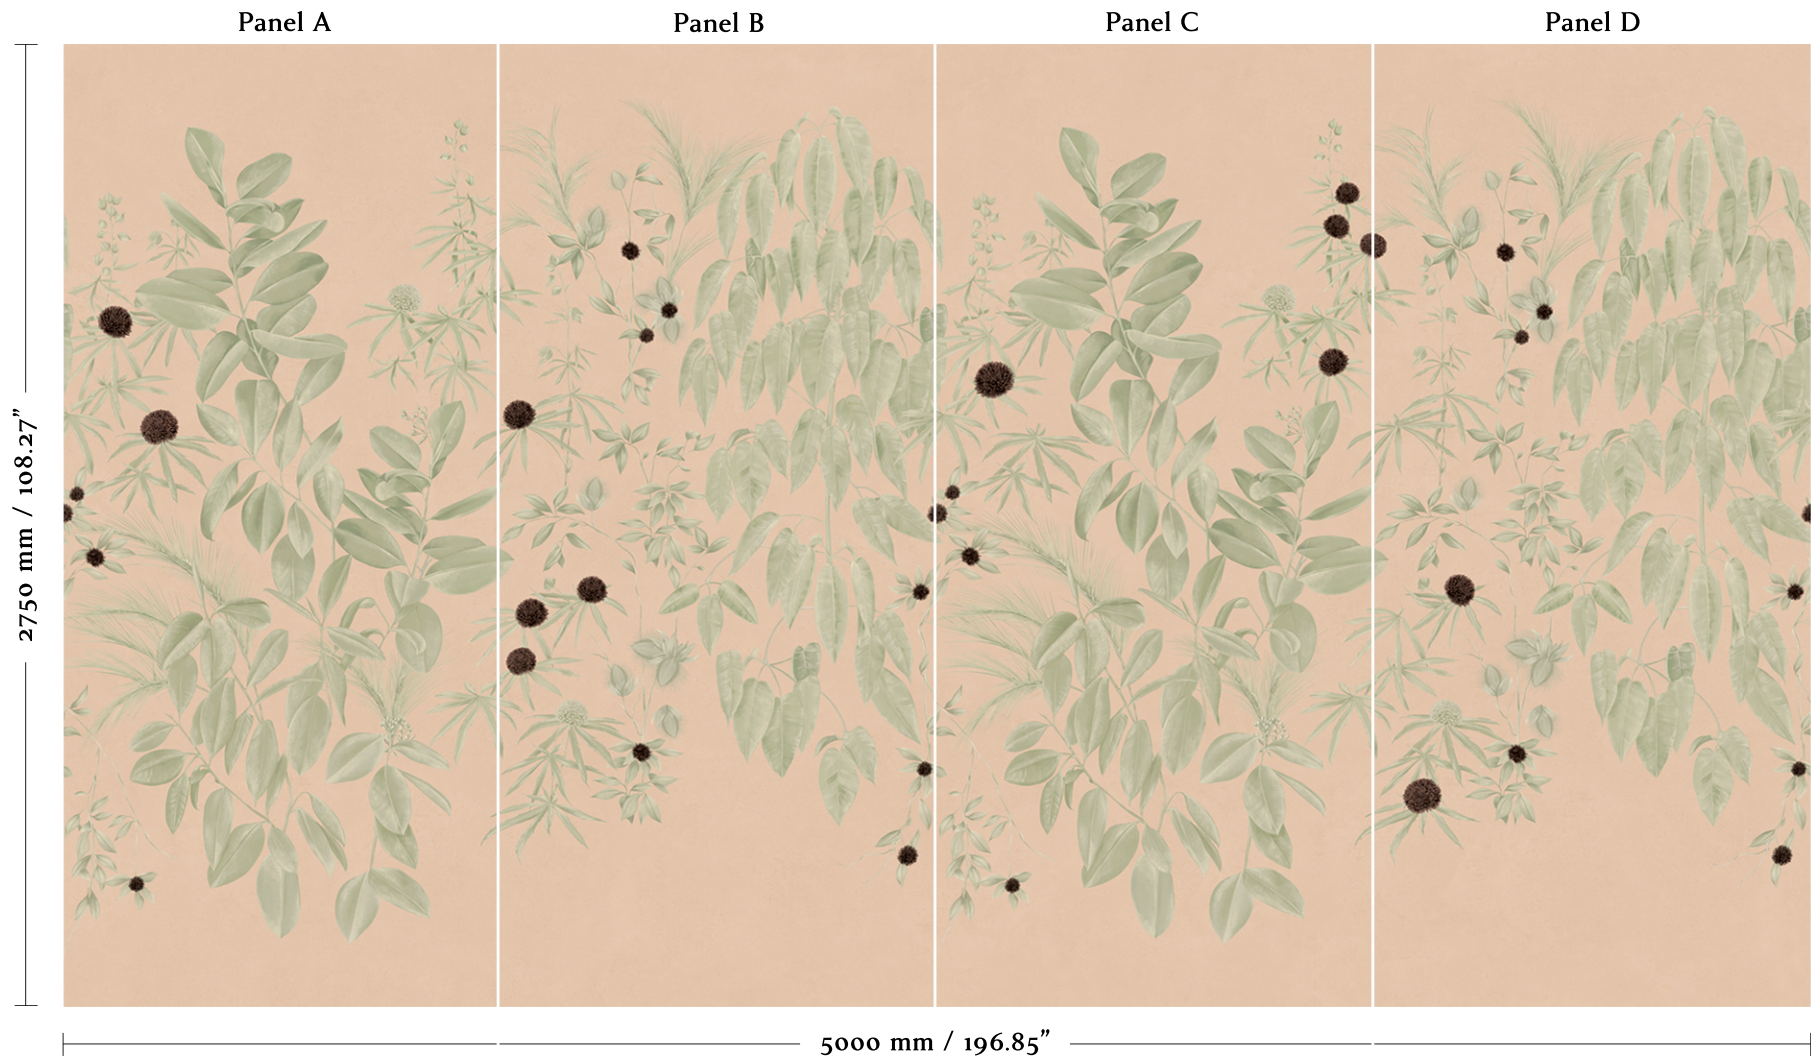 Panel A
Panel B
Panel C
Panel D
2750 mm / 108.27”
5000 mm / 196.85”